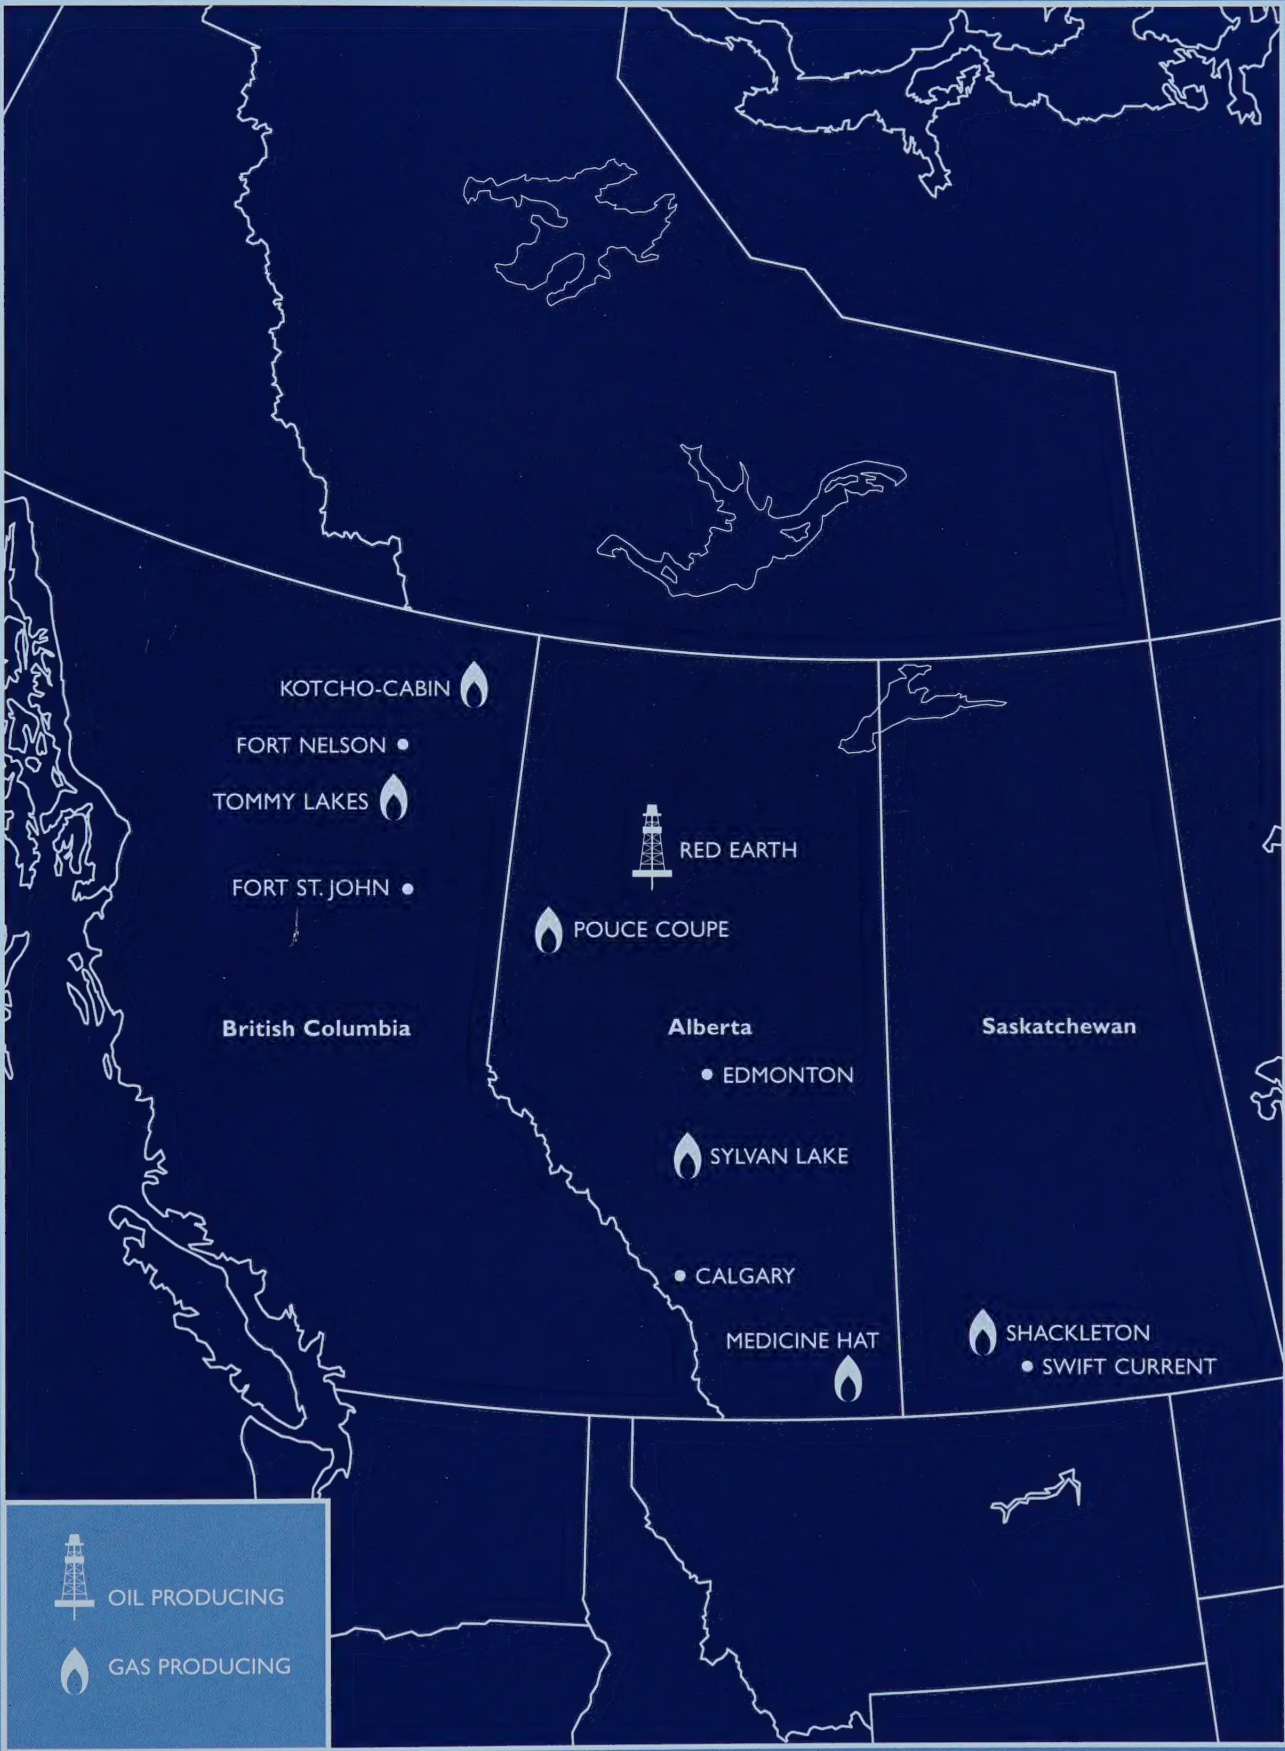 KOTCHO-CABIN
FORT NELSON
TOMMY LAKES
RED EARTH
FORT ST. JOHN
POUCE COUPE
British Columbia
Alberta
Saskatchewan
EDMONTON
SYLVAN LAKE
CALGARY
MEDICINE HAT
SHACKLETON
SWIFT CURRENT
OIL PRODUCING
GAS PRODUCING